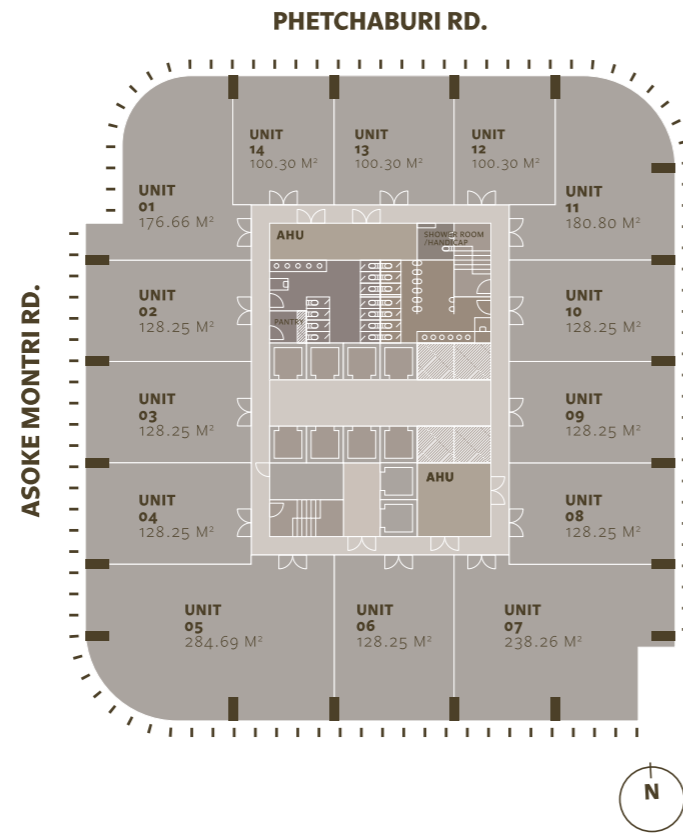 PHETCHABURI RD.
ASOKE MONTRI RD.
UNIT
14
100.30 M²
UNIT
13
100.30 M²
UNIT
12
100.30 M²
UNIT
01
176.66 M²
UNIT
11
180.80 M²
AHU
SHOWER ROOM
/HANDICAP
UNIT
02
128.25 M²
PANTRY
UNIT
10
128.25 M²
UNIT
03
128.25 M²
UNIT
09
128.25 M²
UNIT
04
128.25 M²
AHU
UNIT
08
128.25 M²
UNIT
05
284.69 M²
UNIT
06
128.25 M²
UNIT
07
238.26 M²
N